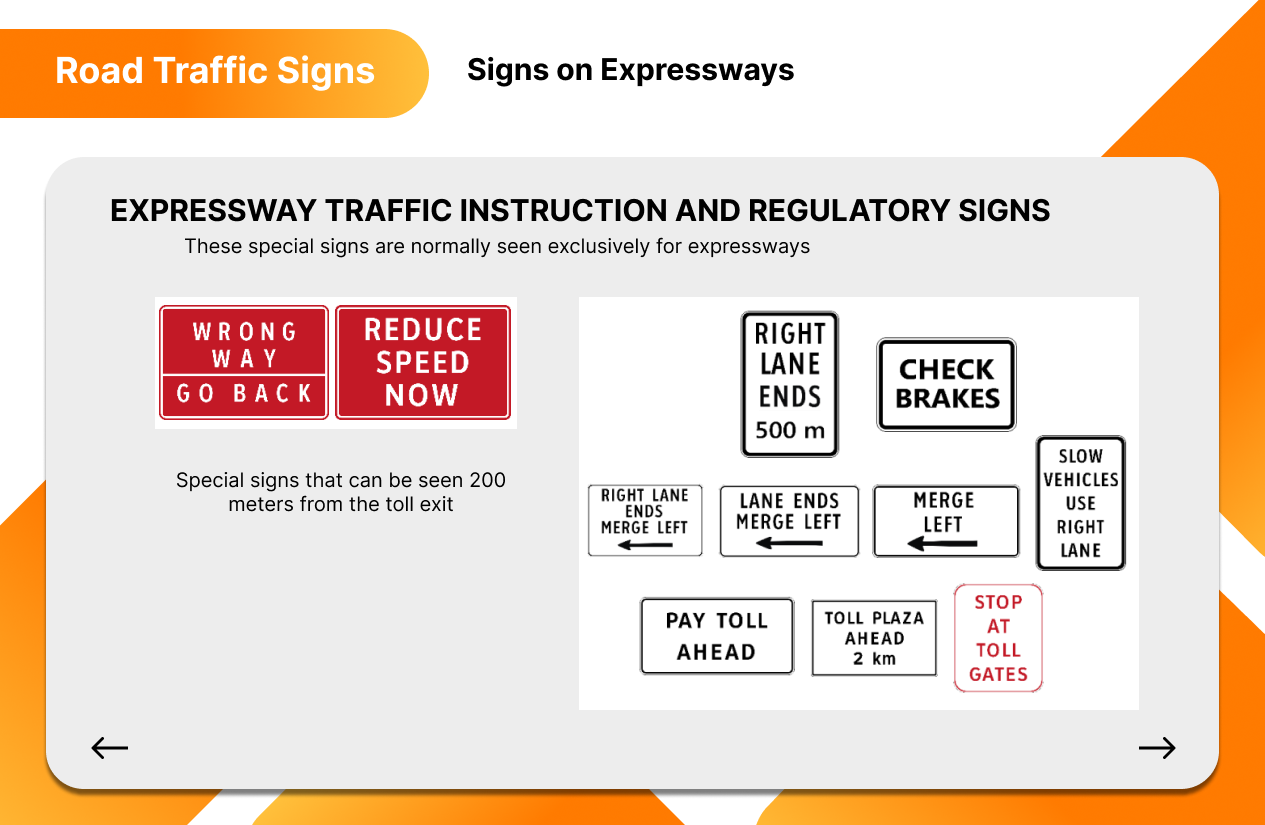 Road Traffic Signs
Signs on Expressways
EXPRESSWAY TRAFFIC INSTRUCTION AND REGULATORY SIGNS
These special signs are normally seen exclusively for expressways
WRONG
WAY
GO BACK
REDUCE
SPEED
NOW
Special signs that can be seen 200
meters from the toll exit
RIGHT
LANE
ENDS
500 m
CHECK
BRAKES
RIGHT LANE
ENDS
MERGE LEFT
LANE ENDS
MERGE LEFT
MERGE
LEFT
SLOW
VEHICLES
USE
RIGHT
LANE
PAY TOLL
AHEAD
TOLL PLAZA
AHEAD
2 km
STOP
AT
TOLL
GATES